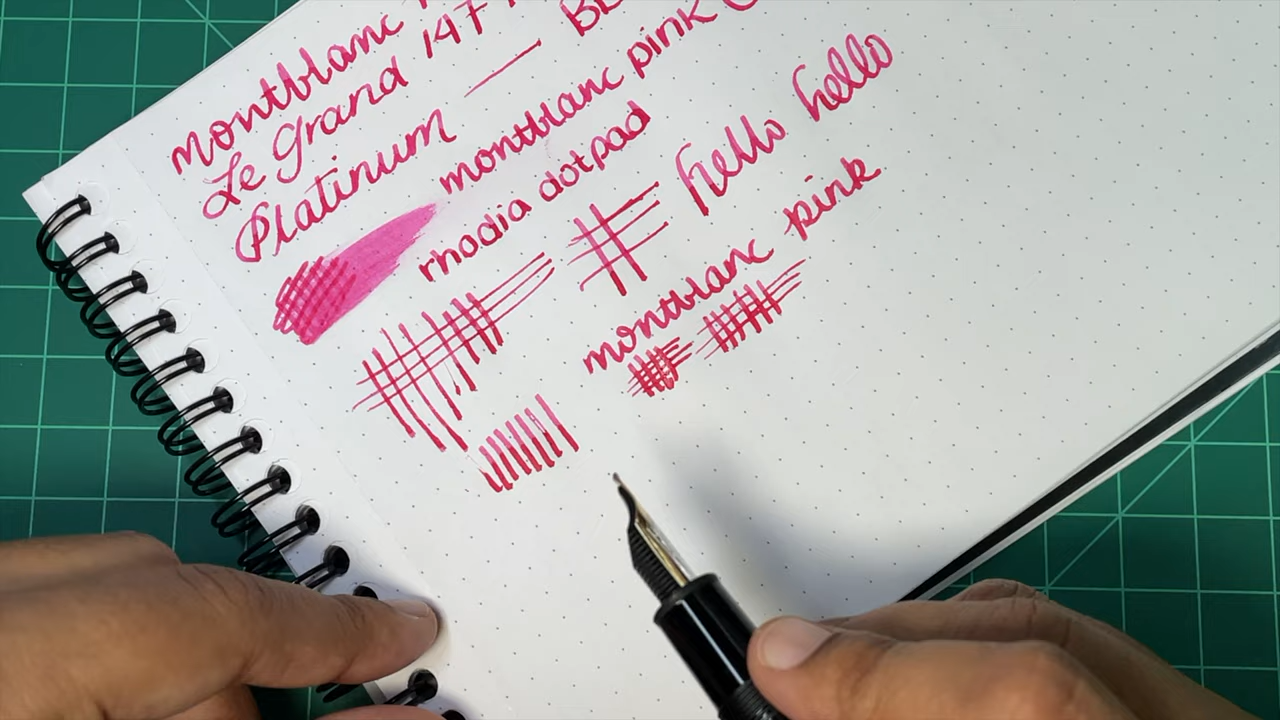 montblanc
Le Grand 147
Platinum —
montblanc pink
rhodia dotpad
hello hello
montblanc pink